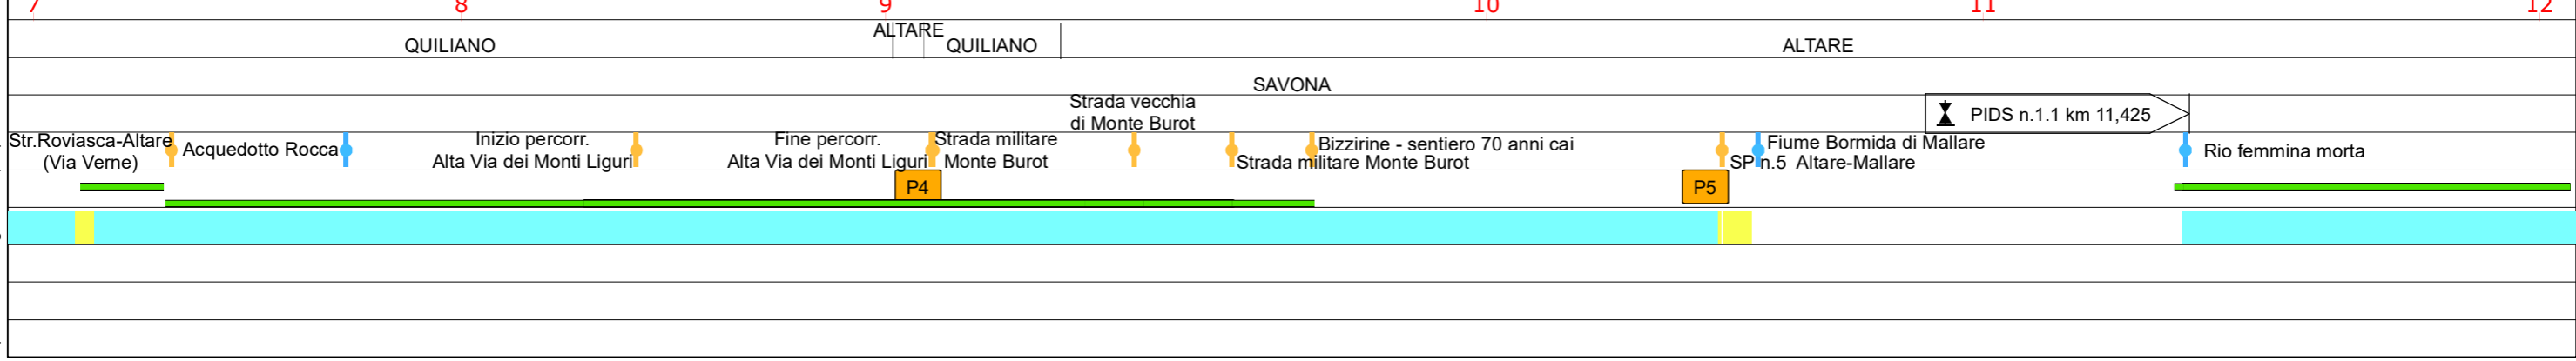 7 8 9 10 11 12
ALTARE
QUILIANO QUILIANO ALTARE
SAVONA
Strada vecchia
di Monte Burot
PIDS n.1.1 km 11,425
Str.Roviasca-Altare
(Via Verne)
Acquedotto Rocca
Inizio percorr.
Alta Via dei Monti Liguri
Fine percorr.
Alta Via dei Monti Liguri
Strada militare
Monte Burot
Strada militare Monte Burot
Bizzirine - sentiero 70 anni cai
SP n.5 Altare-Mallare
Fiume Bormida di Mallare
Rio femmina morta
P4 P5